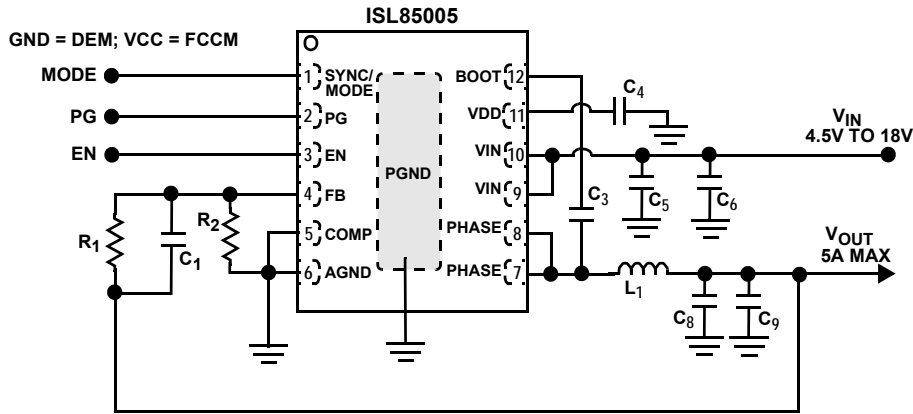 ISL85005
GND = DEM; VCC = FCCM
MODE
PG
EN
1 SYNC/
MODE
2 PG
3 EN
4 FB
5 COMP
6 AGND
PGND
BOOT 12
VDD 11
VIN 10
VIN 9
PHASE 8
PHASE 7
R1
C1
R2
C3
C4
C5
C6
VIN
4.5V TO 18V
VOUT
5A MAX
L1
C8
C9